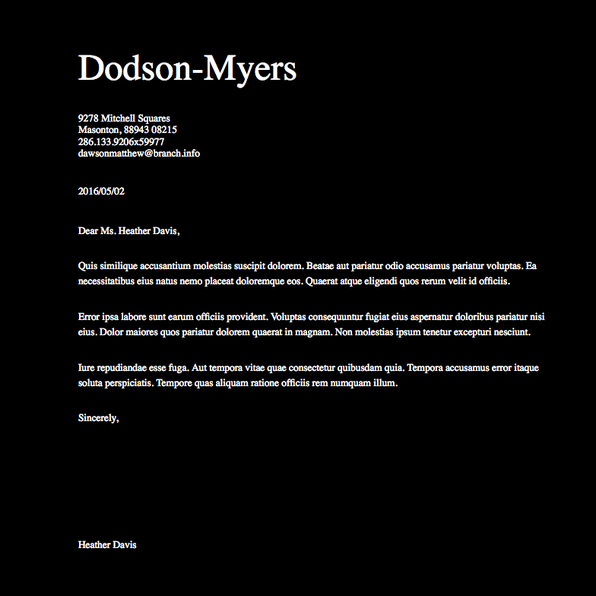 Dodson-Myers
9278 Mitchell Squares
Masonton, 88943 08215
286.133.9206x59977
dawsonmatthew@branch.info
2016/05/02
Dear Ms. Heather Davis,
Quis similique accusantium molestias suscipit dolorem. Beatae aut pariatur odio accusamus pariatur voluptas. Ea
necessitatibus eius natus nemo placeat doloremque eos. Quaerat atque eligendi quos rerum velit id officiis.
Error ipsa labore sunt earum officiis provident. Voluptas consequuntur fugiat eius aspernatur doloribus pariatur nisi
eius. Dolor maiores quos pariatur dolorem quaerat in magnam. Non molestias ipsum tenetur excepturi nesciunt.
Iure repudiandae esse fuga. Aut tempora vitae quae consectetur quibusdam quia. Tempora accusamus error itaque
soluta perspiciatis. Tempore quas aliquam ratione officiis rem numquam illum.
Sincerely,
Heather Davis